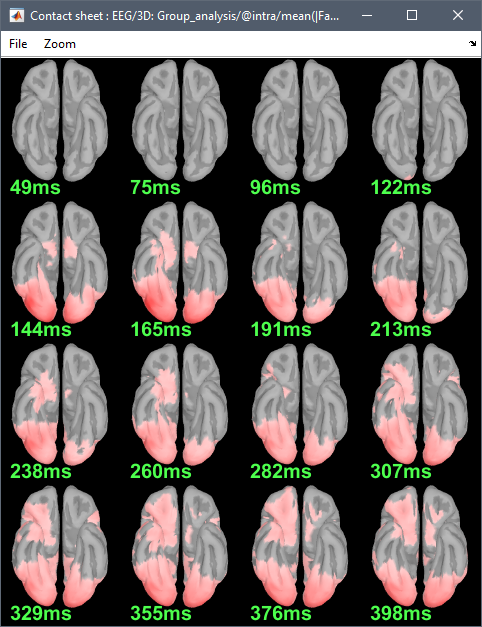 Contact sheet : EEG/3D: Group_analysis/@intra/mean(|Fa...
File Zoom
49ms 75ms 96ms 122ms
144ms 165ms 191ms 213ms
238ms 260ms 282ms 307ms
329ms 355ms 376ms 398ms